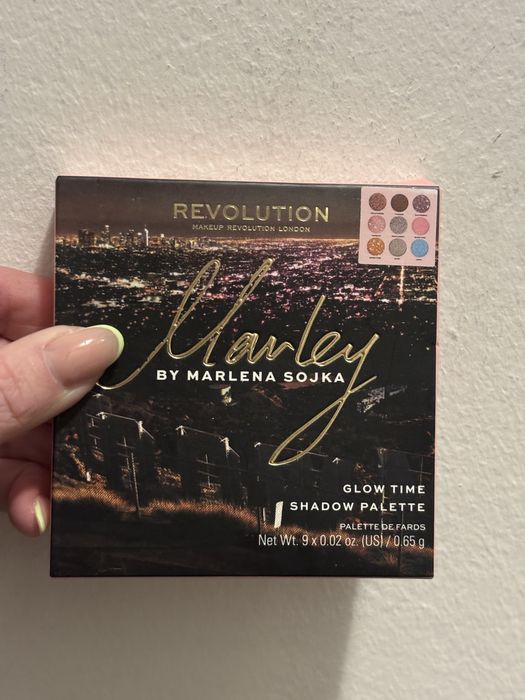 REVOLUTION
MAKEUP REVOLUTION LONDON
Marley
BY MARLENA SOJKA
GLOW TIME
SHADOW PALETTE
PALETTE DE FARDS
Net Wt. 9 x 0.02 oz. (US) / 0.65 g